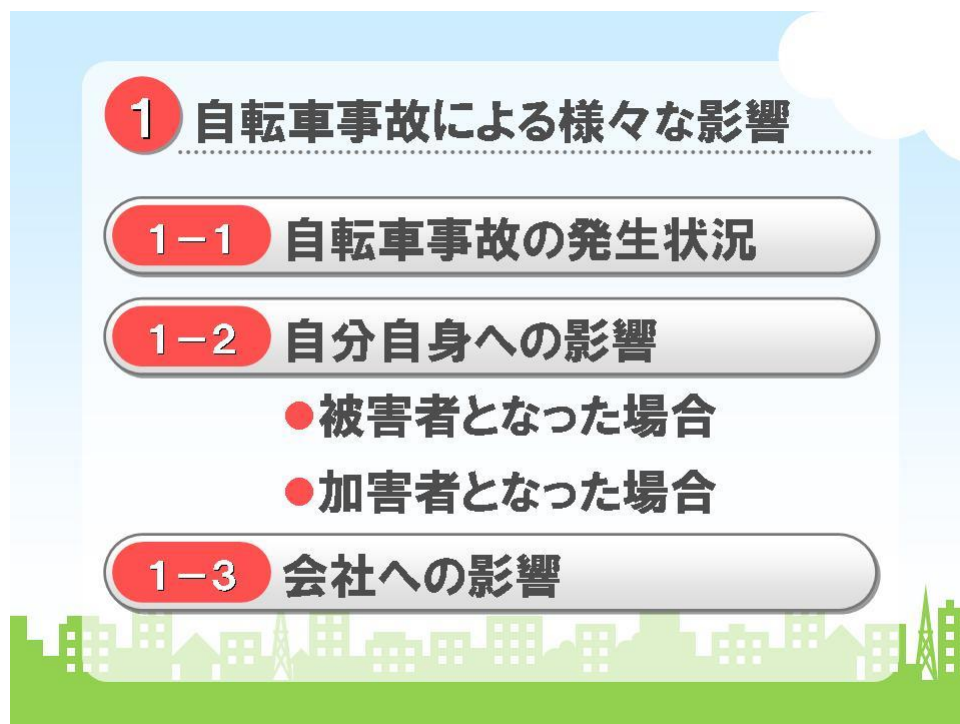 1 自転車事故による様々な影響
1－1 自転車事故の発生状況
1－2 自分自身への影響
●被害者となった場合
●加害者となった場合
1－3 会社への影響